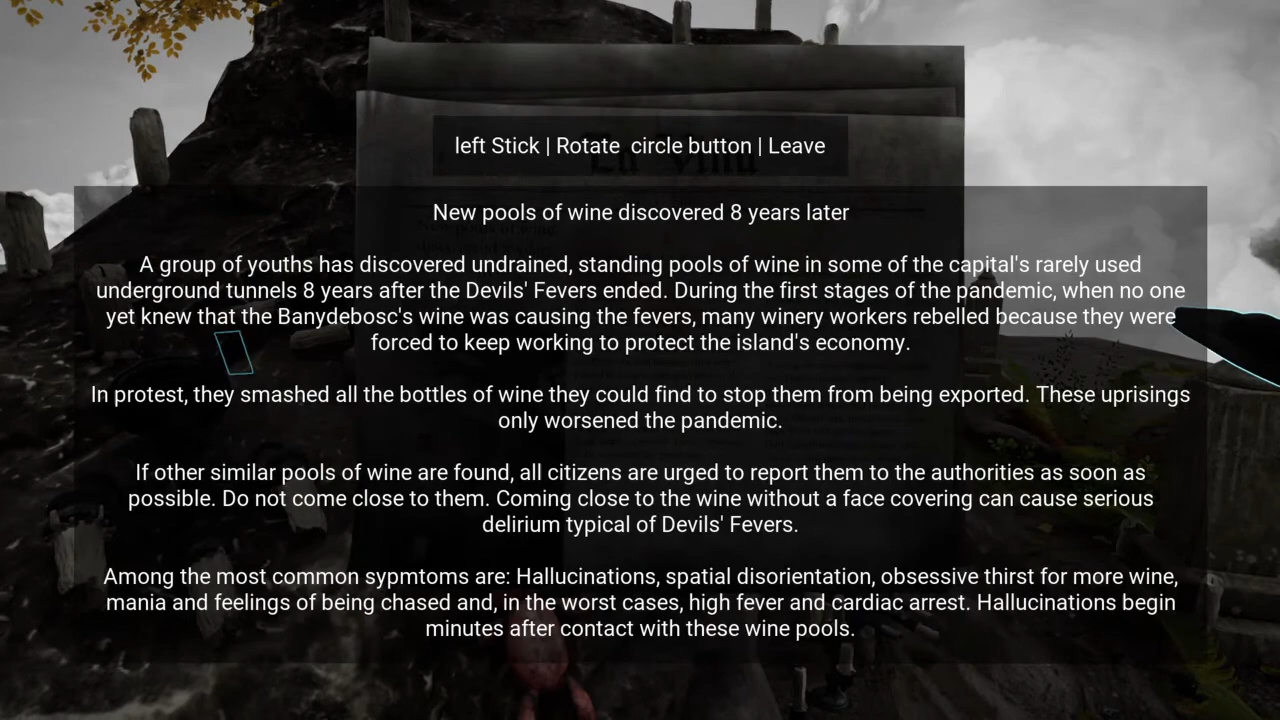 left Stick | Rotate  circle button | Leave
New pools of wine discovered 8 years later
A group of youths has discovered undrained, standing pools of wine in some of the capital's rarely used
underground tunnels 8 years after the Devils' Fevers ended. During the first stages of the pandemic, when no one
yet knew that the Banydebosc's wine was causing the fevers, many winery workers rebelled because they were
forced to keep working to protect the island's economy.
In protest, they smashed all the bottles of wine they could find to stop them from being exported. These uprisings
only worsened the pandemic.
If other similar pools of wine are found, all citizens are urged to report them to the authorities as soon as
possible. Do not come close to them. Coming close to the wine without a face covering can cause serious
delirium typical of Devils' Fevers.
Among the most common sypmtoms are: Hallucinations, spatial disorientation, obsessive thirst for more wine,
mania and feelings of being chased and, in the worst cases, high fever and cardiac arrest. Hallucinations begin
minutes after contact with these wine pools.